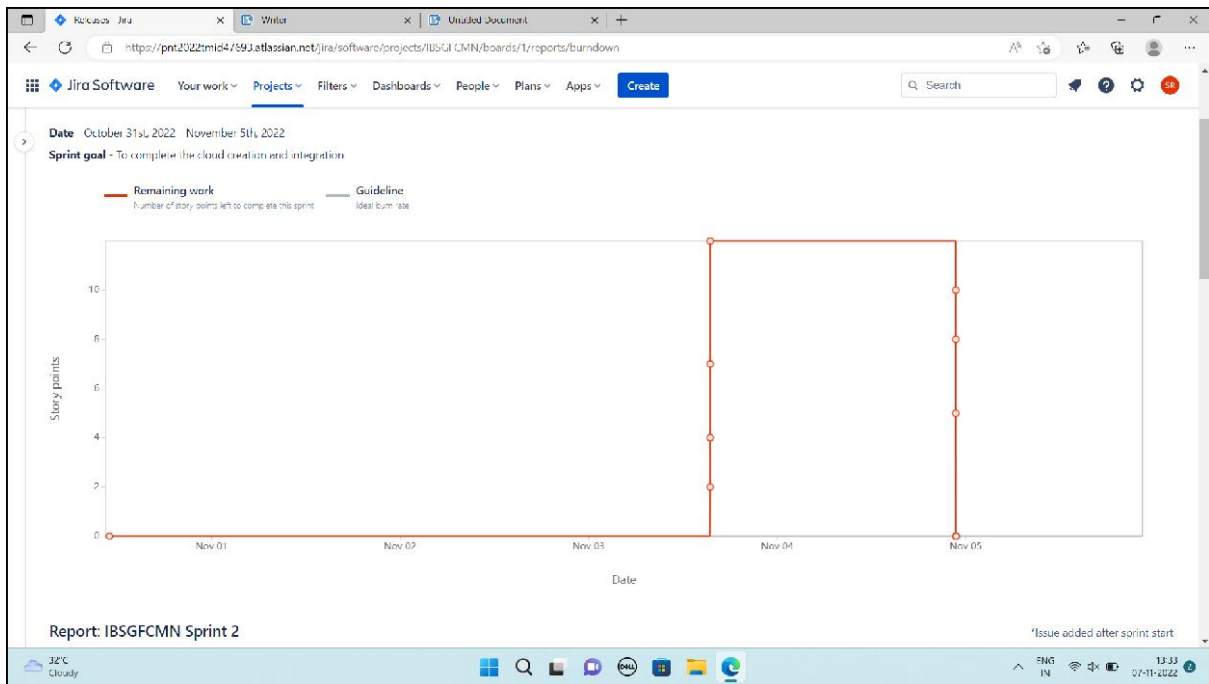 Releases - Jira
Writer
Untitled Document
https://pnt2022tmid47693.atlassian.net/jira/software/projects/IBSGFCMN/boards/1/reports/burndown
Jira Software Your work Projects Filters Dashboards People Plans Apps Create Search SR
Date October 31st, 2022 November 5th, 2022
Sprint goal - To complete the cloud creation and integration
Remaining work
Number of story points left to complete this sprint
Guideline
Ideal burn rate
10
8
6
4
2
0
Story points
Nov 01 Nov 02 Nov 03 Nov 04 Nov 05
Date
Report: IBSGFCMN Sprint 2
*Issue added after sprint start
32°C
Cloudy
DELL
ENG
IN
13:33
07-11-2022
2